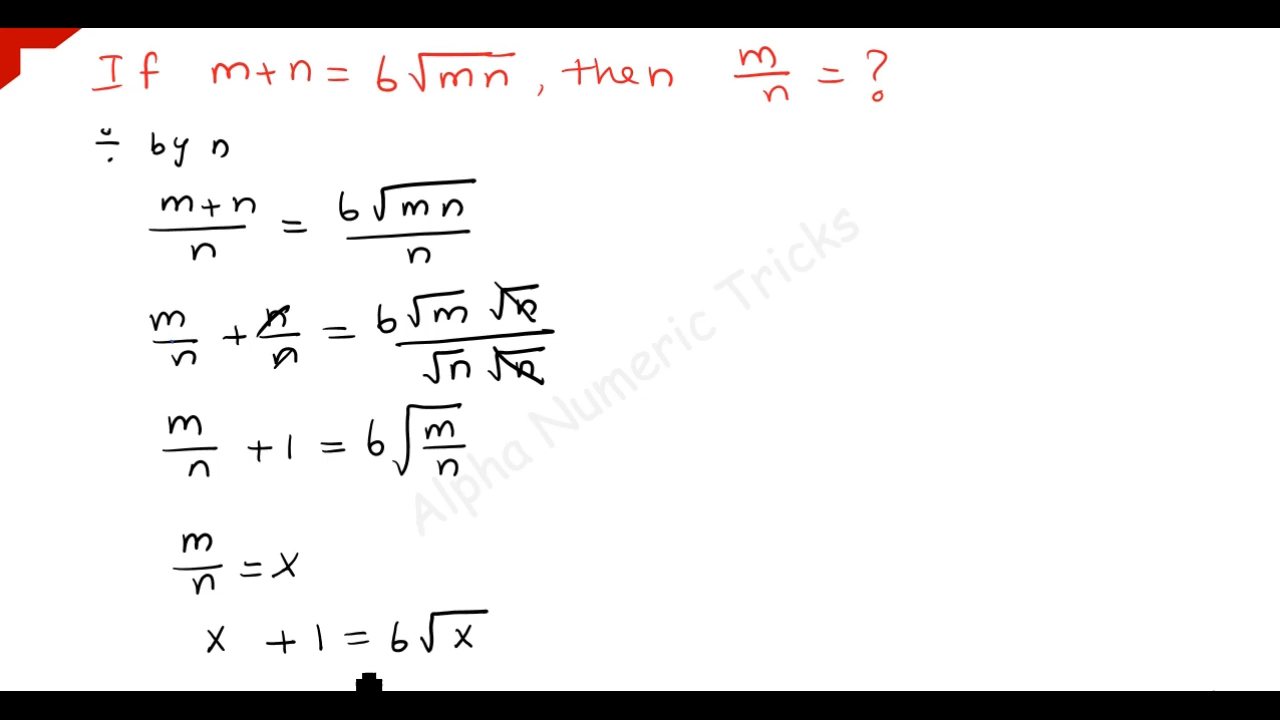 If m+n = 6√mn, then m/n = ?
÷ by n
(m+n)/n = 6√mn/n
m/n + n/n = 6√m √n/√n √n
m/n + 1 = 6√(m/n)
m/n = x
x + 1 = 6√x
Alpha Numeric Tricks